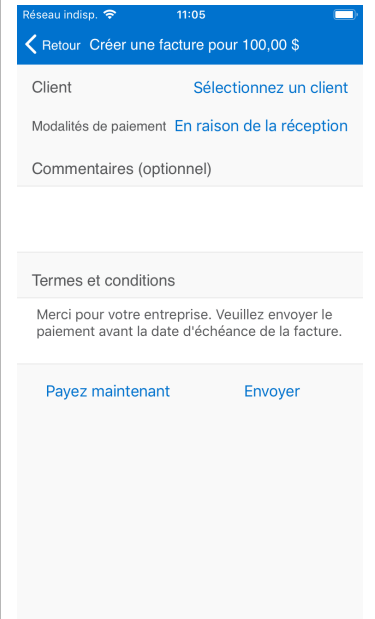 Réseau indisp. 11:05
Retour Créer une facture pour 100,00 $
Client Sélectionnez un client
Modalités de paiement En raison de la réception
Commentaires (optionnel)
Termes et conditions
Merci pour votre entreprise. Veuillez envoyer le
paiement avant la date d'échéance de la facture.
Payez maintenant Envoyer